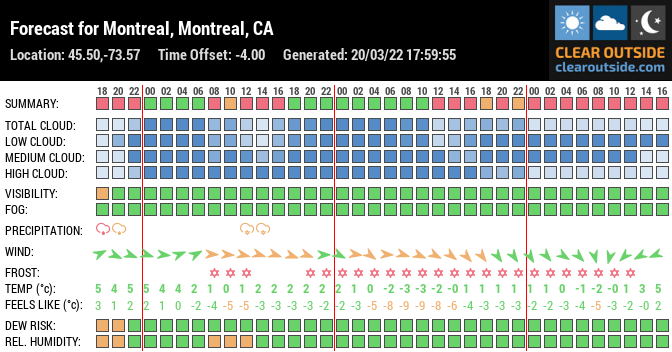 Forecast for Montreal, Montreal, CA
Location: 45.50,-73.57 Time Offset: -4.00 Generated: 20/03/22 17:59:55
CLEAR OUTSIDE
clearoutside.com
18 20 22 00 02 04 06 08 10 12 14 16 18 20 22 00 02 04 06 08 10 12 14 16 18 20 22 00 02 04 06 08 10 12 14 16
SUMMARY:
TOTAL CLOUD:
LOW CLOUD:
MEDIUM CLOUD:
HIGH CLOUD:
VISIBILITY:
FOG:
PRECIPITATION:
WIND:
FROST:
TEMP (°c): 5 4 5 5 4 4 2 1 0 1 2 2 2 1 2 2 1 0 -2 -3 -3 -2 -0 1 1 1 1 1 1 0 -1 -2 -1 1 3 5
FEELS LIKE (°c): 3 1 2 2 1 0 -2 -4 -5 -5 -3 -2 -3 -3 -2 -2 -3 -5 -8 -9 -9 -8 -6 -4 -3 -3 -3 -2 -2 -3 -4 -5 -3 -2 -0 2
DEW RISK:
REL. HUMIDITY: